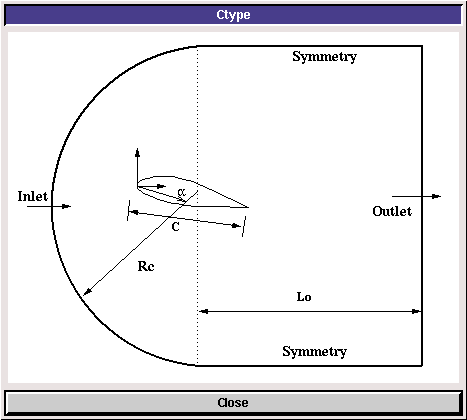 Ctype
Symmetry
Inlet
α
Outlet
C
Rc
Lo
Symmetry
Close